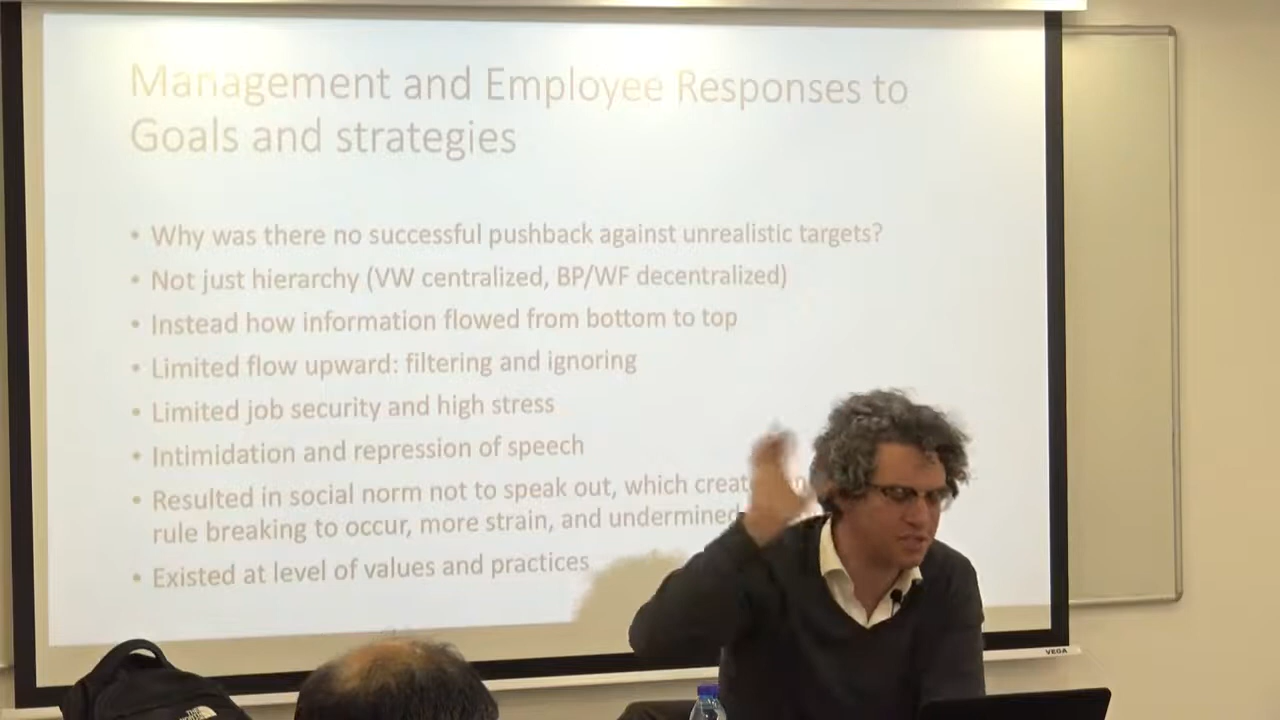 Management and Employee Responses to
Goals and strategies
• Why was there no successful pushback against unrealistic targets?
• Not just hierarchy (VW centralized, BP/WF decentralized)
• Instead how information flowed from bottom to top
• Limited flow upward: filtering and ignoring
• Limited job security and high stress
• Intimidation and repression of speech
• Resulted in social norm not to speak out, which
rule breaking to occur, more strain, and undermined
• Existed at level of values and practices
VEGA